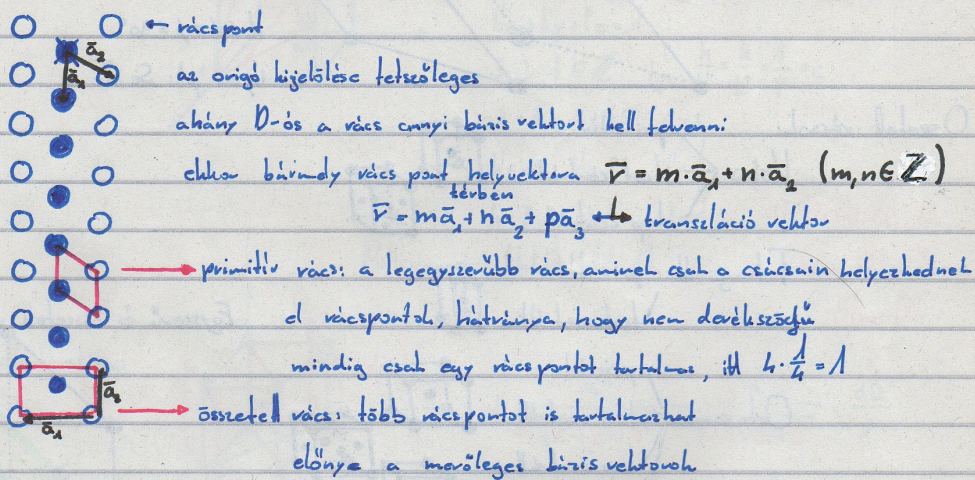 ← rácspont
ā₂
ā₁
az origó kijelölése tetszőleges
ahány D-ós a rács annyi bázis vektort kell felvenni
ekkor bármely rács pont helyvektora r̄ = m·ā₁ + n·ā₂ (m,n ∈ ℤ)
térben
r̄ = mā₁ + nā₂ + pā₃ ↔ transzláció vektor
→ primitív rács: a legegyszerűbb rács, aminek csak a csúcsain helyezkednek
el rácspontok, hátránya, hogy nem derékszögű
mindig csak egy rácspontot tartalmaz, itt 4·1/4 = 1
ā₂
→ összetett rács: több rácspontot is tartalmazhat
ā₁
előnye a merőleges bázis vektorok